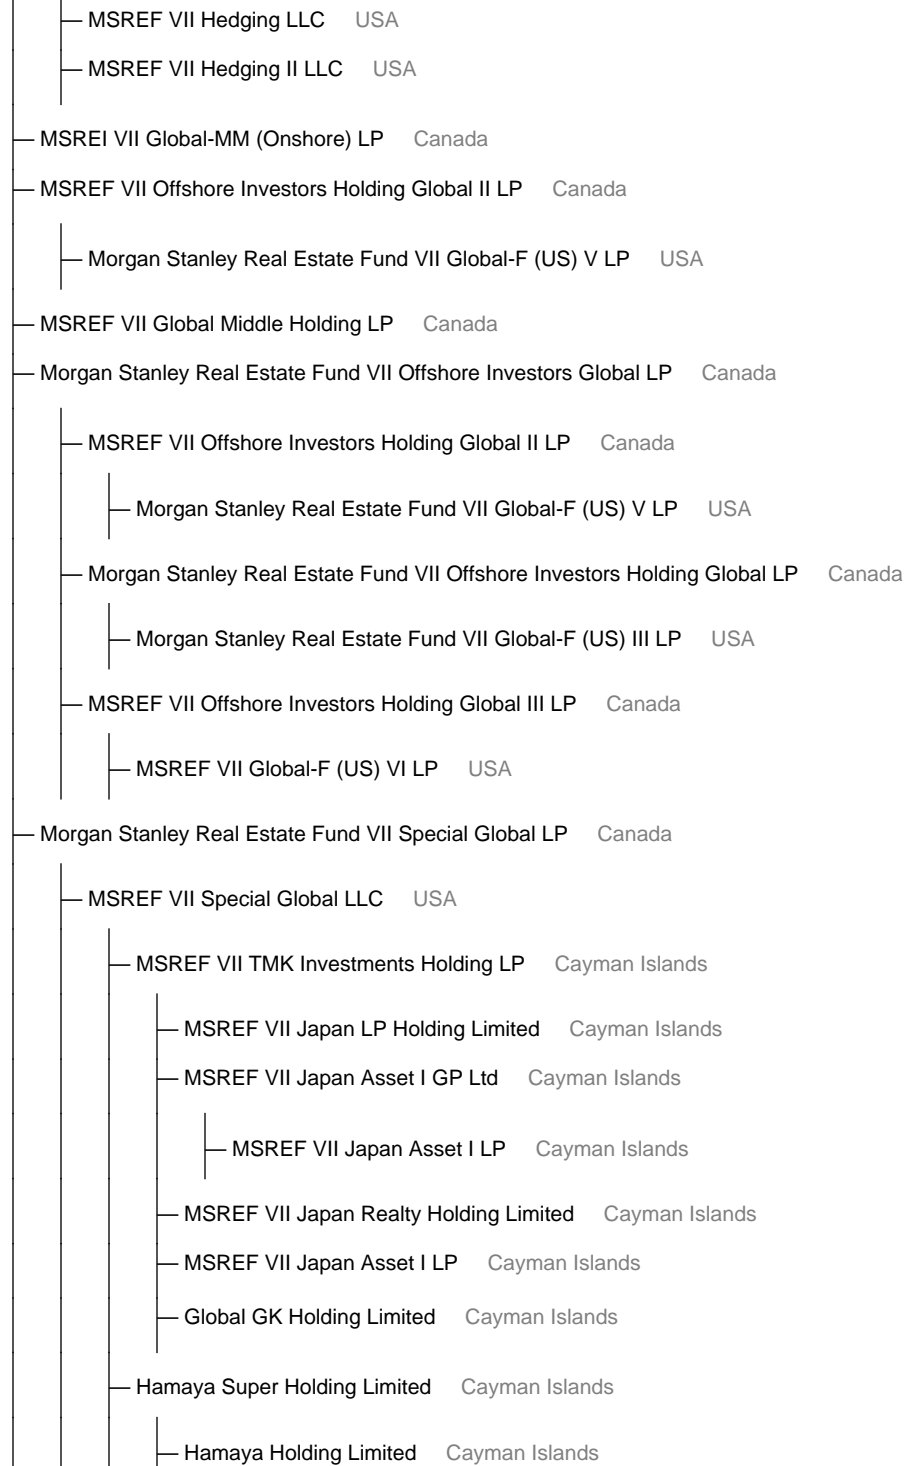 MSREF VII Hedging LLC USA
MSREF VII Hedging II LLC USA
MSREI VII Global-MM (Onshore) LP Canada
MSREF VII Offshore Investors Holding Global II LP Canada
Morgan Stanley Real Estate Fund VII Global-F (US) V LP USA
MSREF VII Global Middle Holding LP Canada
Morgan Stanley Real Estate Fund VII Offshore Investors Global LP Canada
MSREF VII Offshore Investors Holding Global II LP Canada
Morgan Stanley Real Estate Fund VII Global-F (US) V LP USA
Morgan Stanley Real Estate Fund VII Offshore Investors Holding Global LP Canada
Morgan Stanley Real Estate Fund VII Global-F (US) III LP USA
MSREF VII Offshore Investors Holding Global III LP Canada
MSREF VII Global-F (US) VI LP USA
Morgan Stanley Real Estate Fund VII Special Global LP Canada
MSREF VII Special Global LLC USA
MSREF VII TMK Investments Holding LP Cayman Islands
MSREF VII Japan LP Holding Limited Cayman Islands
MSREF VII Japan Asset I GP Ltd Cayman Islands
MSREF VII Japan Asset I LP Cayman Islands
MSREF VII Japan Realty Holding Limited Cayman Islands
MSREF VII Japan Asset I LP Cayman Islands
Global GK Holding Limited Cayman Islands
Hamaya Super Holding Limited Cayman Islands
Hamaya Holding Limited Cayman Islands